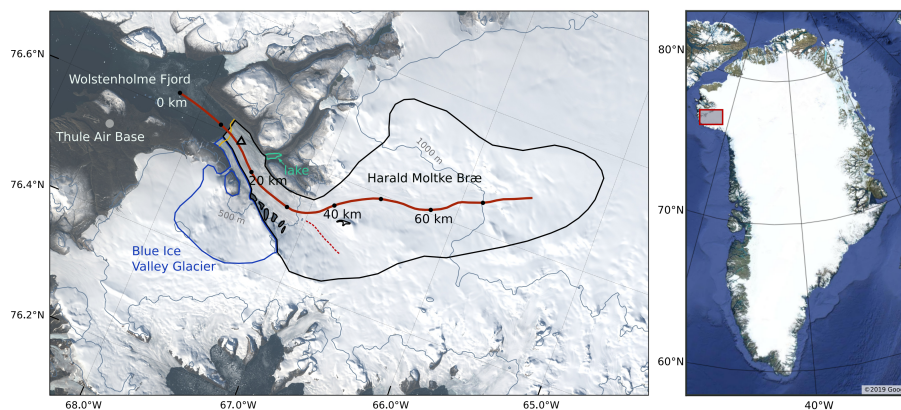 76.6°N
76.4°N
76.2°N
68.0°W
67.0°W
66.0°W
65.0°W
Wolstenholme Fjord
0 km
Thule Air Base
lake
20 km
500 m
Blue Ice
Valley Glacier
1000 m
Harald Moltke Bræ
40 km
60 km
80°N
70°N
60°N
40°W
©2019 Goo